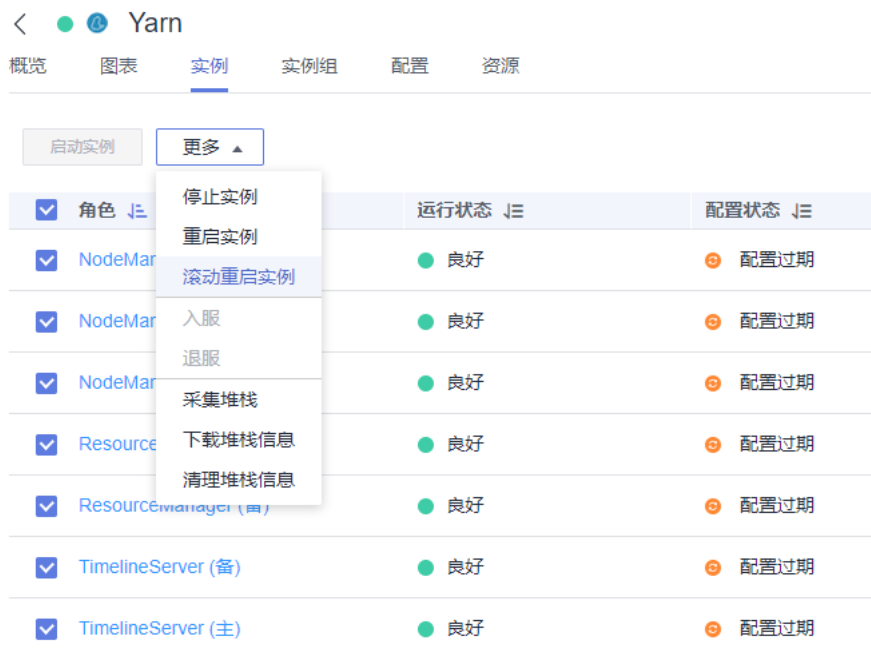 Yarn
概览 图表 实例 实例组 配置 资源
启动实例 更多
停止实例
角色 运行状态 配置状态
重启实例
NodeMar 良好 配置过期
滚动重启实例
入服
NodeMar 良好 配置过期
退服
NodeMar 良好 配置过期
采集堆栈
Resource 良好 配置过期
下载堆栈信息
清理堆栈信息
ResourceManager (备) 良好 配置过期
TimelineServer (备) 良好 配置过期
TimelineServer (主) 良好 配置过期